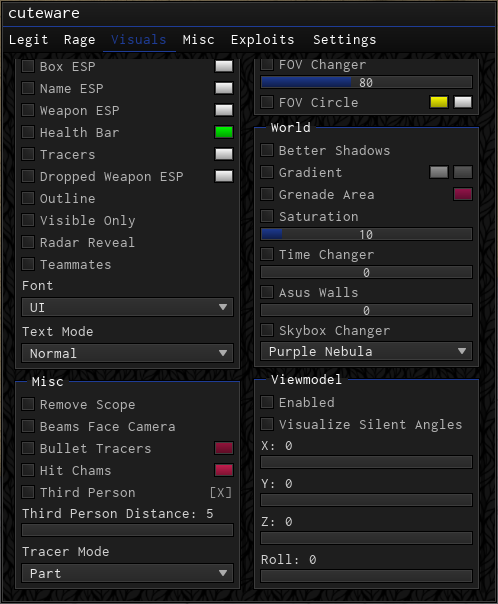 cuteware
Legit Rage Visuals Misc Exploits Settings
Box ESP
Name ESP
Weapon ESP
Health Bar
Tracers
Dropped Weapon ESP
Outline
Visible Only
Radar Reveal
Teammates
Font
UI
Text Mode
Normal
Misc
Remove Scope
Beams Face Camera
Bullet Tracers
Hit Chams
Third Person [X]
Third Person Distance: 5
Tracer Mode
Part
FOV Changer
80
FOV Circle
World
Better Shadows
Gradient
Grenade Area
Saturation
10
Time Changer
0
Asus Walls
0
Skybox Changer
Purple Nebula
Viewmodel
Enabled
Visualize Silent Angles
X: 0
Y: 0
Z: 0
Roll: 0